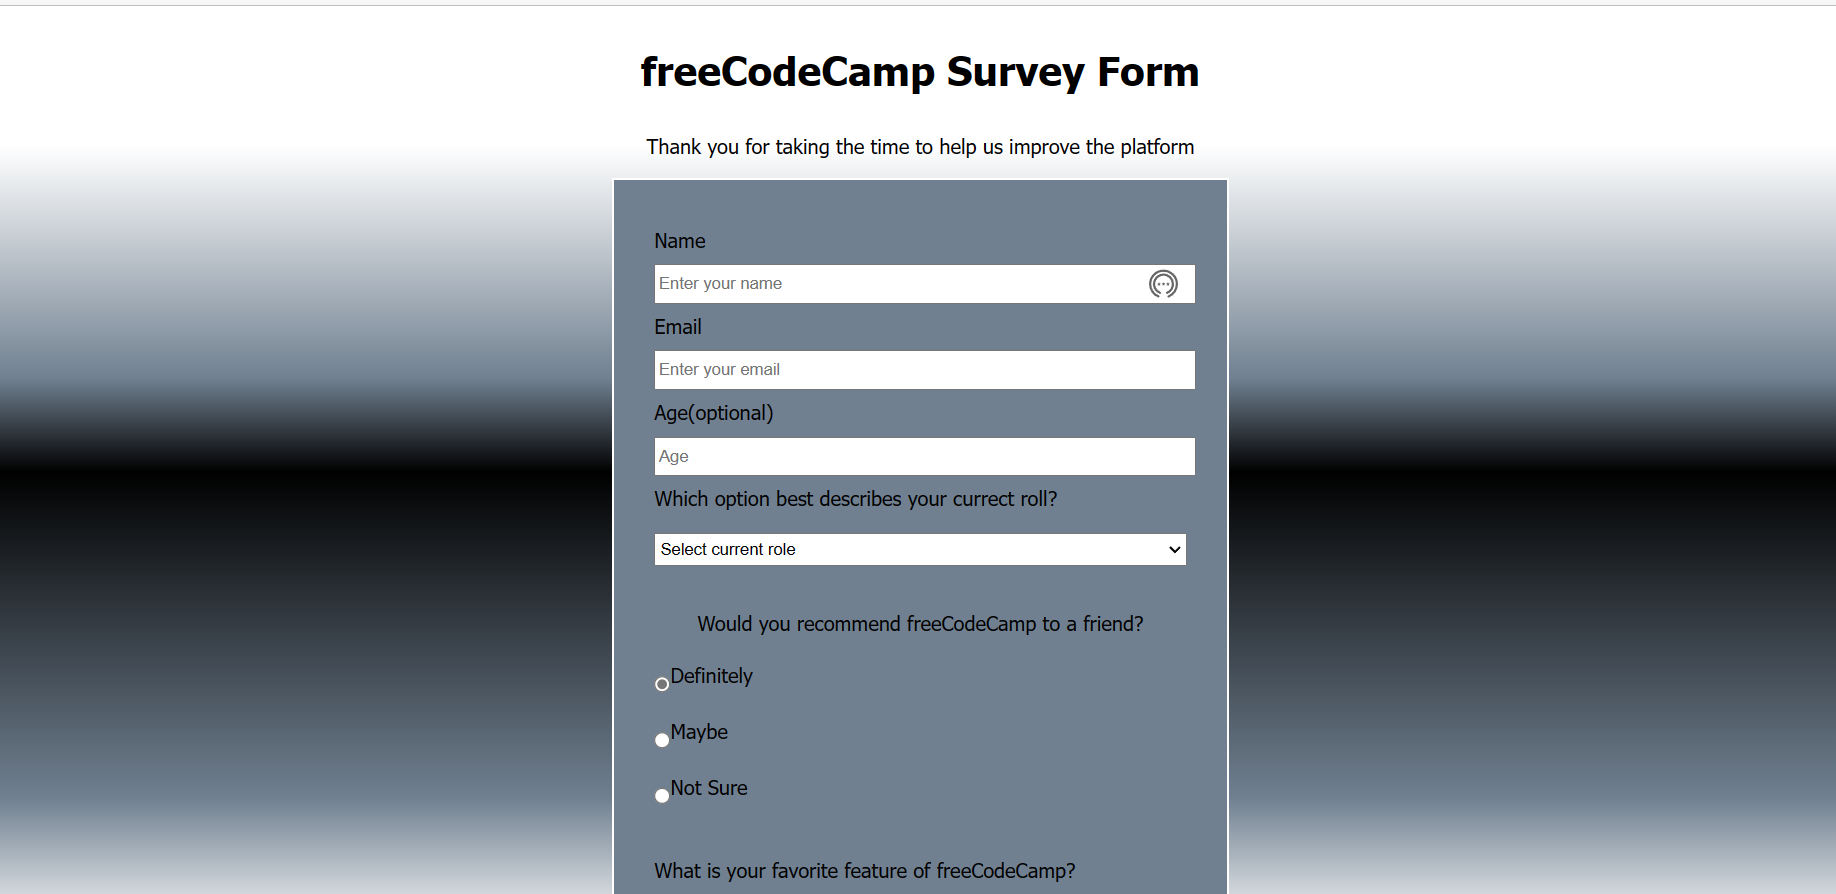 freeCodeCamp Survey Form
Thank you for taking the time to help us improve the platform
Name
Enter your name
Email
Enter your email
Age(optional)
Age
Which option best describes your currect roll?
Select current role
Would you recommend freeCodeCamp to a friend?
Definitely
Maybe
Not Sure
What is your favorite feature of freeCodeCamp?